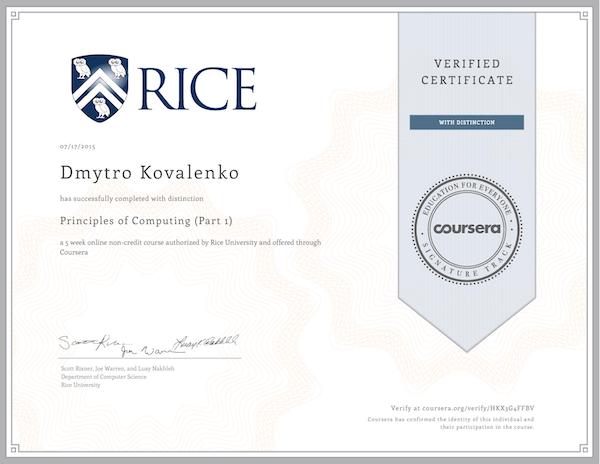 RICE
VERIFIED
CERTIFICATE
WITH DISTINCTION
07/17/2015
Dmytro Kovalenko
has successfully completed with distinction
Principles of Computing (Part 1)
a 5 week online non-credit course authorized by Rice University and offered through
Coursera
EDUCATION FOR EVERYONE
coursera
SIGNATURE TRACK
Scott Rixner, Joe Warren, and Luay Nakhleh
Department of Computer Science
Rice University
Verify at coursera.org/verify/HKX3G4FFBV
Coursera has confirmed the identity of this individual and
their participation in the course.